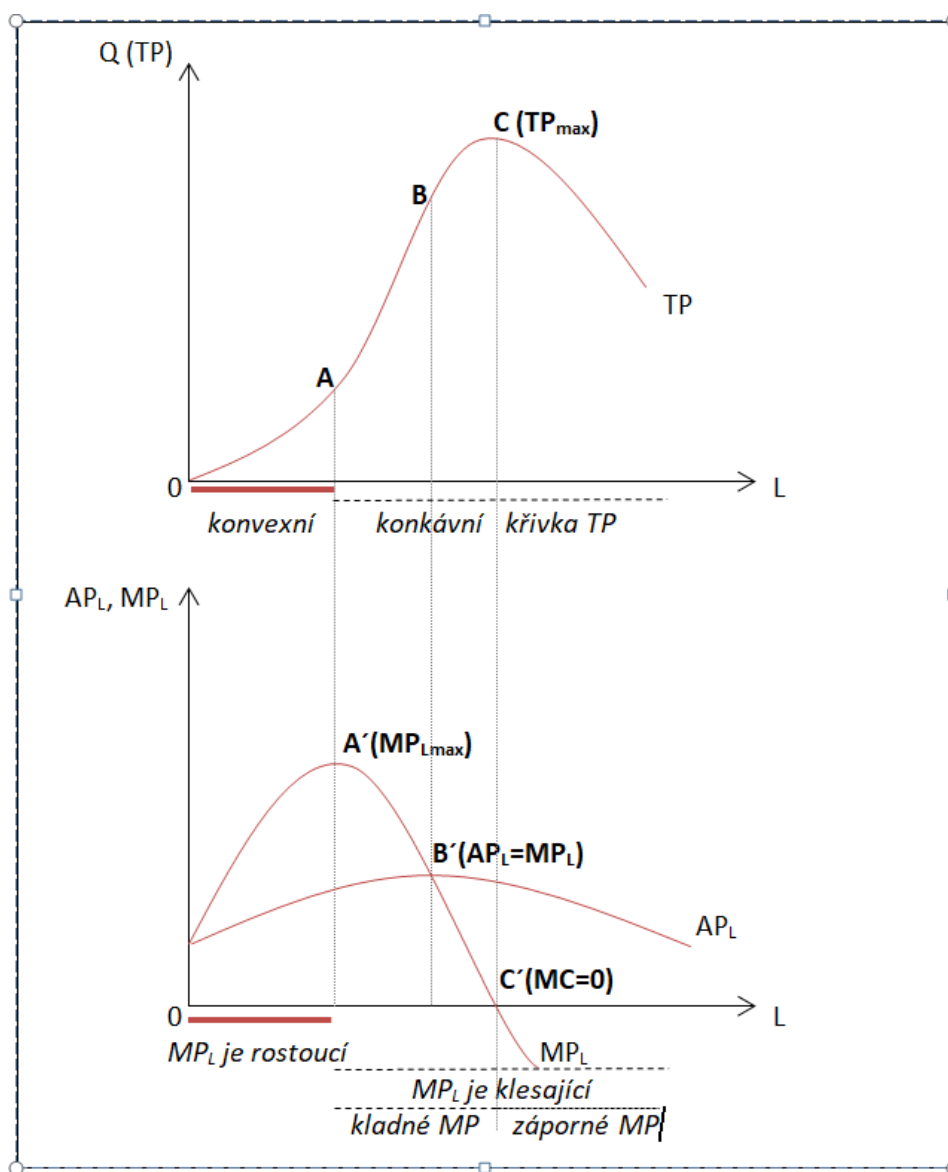 Q (TP)
C (TPmax)
B
TP
A
0
L
konvexní
konkávní
křivka TP
APL, MPL
A´(MPLmax)
B´(APL=MPL)
APL
C´(MC=0)
0
L
MPL je rostoucí
MPL
MPL je klesající
kladné MP
záporné MP